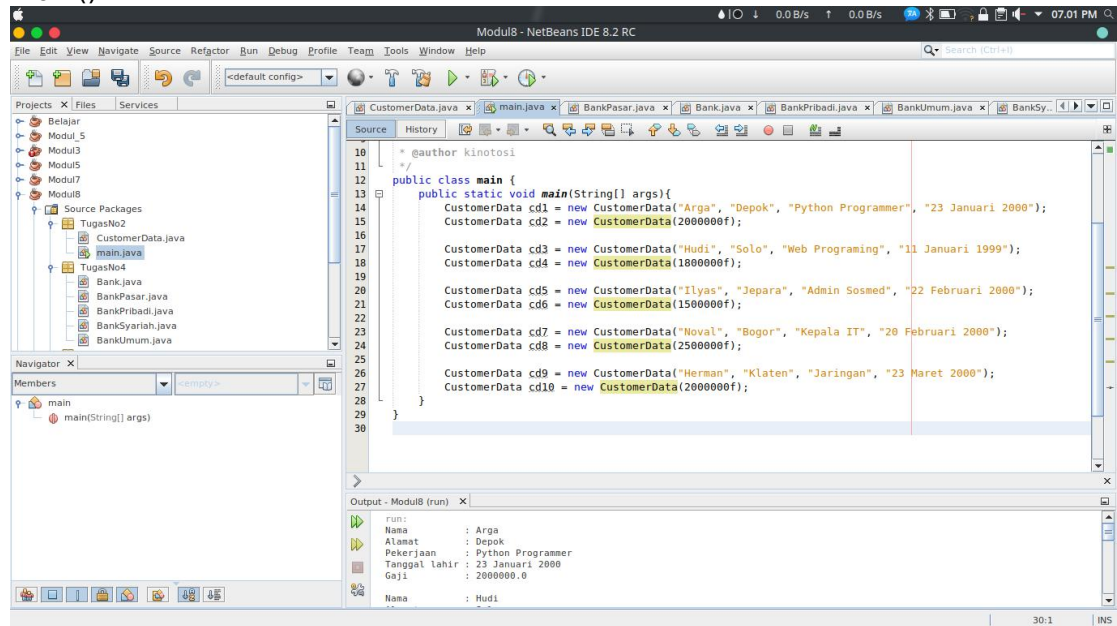 0.0 B/s ↑ 0.0 B/s 07.01 PM
Modul8 - NetBeans IDE 8.2 RC
File Edit View Navigate Source Refactor Run Debug Profile Team Tools Window Help
Search (Ctrl+I)
<default config>
Projects Files Services
Belajar
Modul_5
Modul3
Modul5
Modul7
Modul8
Source Packages
TugasNo2
CustomerData.java
main.java
TugasNo4
Bank.java
BankPasar.java
BankPribadi.java
BankSyariah.java
BankUmum.java
Navigator
Members <empty>
main
main(String[] args)
CustomerData.java main.java BankPasar.java Bank.java BankPribadi.java BankUmum.java BankSy..
Source History
10 * @author kinotosi
11 */
12 public class main {
13 public static void main(String[] args){
14 CustomerData cd1 = new CustomerData("Arga", "Depok", "Python Programmer", "23 Januari 2000");
15 CustomerData cd2 = new CustomerData(2000000f);
16
17 CustomerData cd3 = new CustomerData("Hudi", "Solo", "Web Programing", "11 Januari 1999");
18 CustomerData cd4 = new CustomerData(1800000f);
19
20 CustomerData cd5 = new CustomerData("Ilyas", "Jepara", "Admin Sosmed", "22 Februari 2000");
21 CustomerData cd6 = new CustomerData(1500000f);
22
23 CustomerData cd7 = new CustomerData("Noval", "Bogor", "Kepala IT", "20 Februari 2000");
24 CustomerData cd8 = new CustomerData(2500000f);
25
26 CustomerData cd9 = new CustomerData("Herman", "Klaten", "Jaringan", "23 Maret 2000");
27 CustomerData cd10 = new CustomerData(2000000f);
28 }
29 }
30
Output - Modul8 (run)
run:
Nama : Arga
Alamat : Depok
Pekerjaan : Python Programmer
Tanggal lahir : 23 Januari 2000
Gaji : 2000000.0
Nama : Hudi
30:1 INS